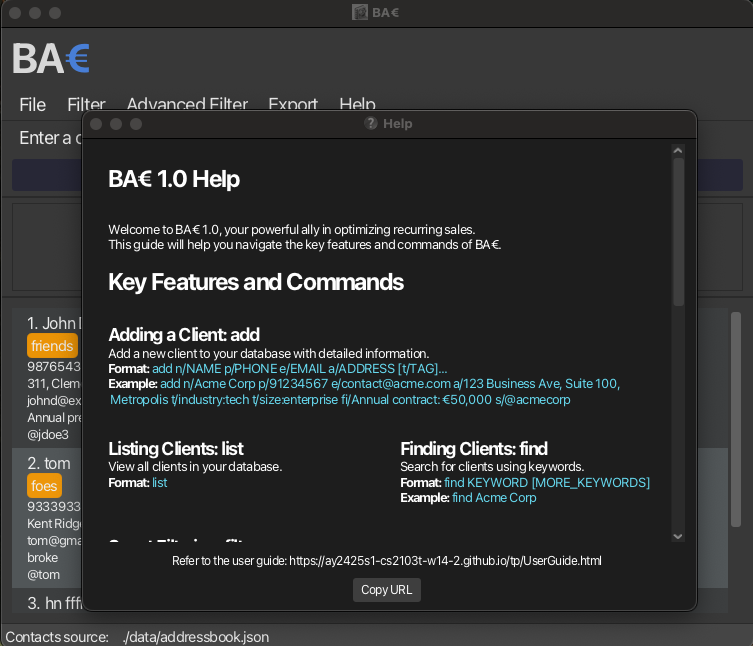 BA€
BA€
File Filter Advanced Filter Export Help
Enter a c
Help
BA€ 1.0 Help
Welcome to BA€ 1.0, your powerful ally in optimizing recurring sales.
This guide will help you navigate the key features and commands of BA€.
Key Features and Commands
Adding a Client: add
Add a new client to your database with detailed information.
Format: add n/NAME p/PHONE e/EMAIL a/ADDRESS [t/TAG]...
Example: add n/Acme Corp p/91234567 e/contact@acme.com a/123 Business Ave, Suite 100,
Metropolis t/industry:tech t/size:enterprise fi/Annual contract: €50,000 s/@acmecorp
Listing Clients: list
View all clients in your database.
Format: list
Finding Clients: find
Search for clients using keywords.
Format: find KEYWORD [MORE_KEYWORDS]
Example: find Acme Corp
Refer to the user guide: https://ay2425s1-cs2103t-w14-2.github.io/tp/UserGuide.html
Copy URL
1. John
friends
9876543
311, Cleme
johnd@ex
Annual pre
@jdoe3
2. tom
foes
9333933
Kent Ridge
tom@gma
broke
@tom
3. hn ffff
Contacts source: ./data/addressbook.json